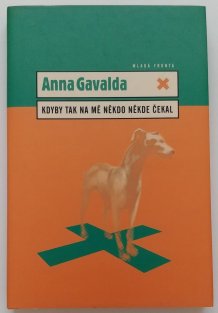 MLADÁ FRONTA
Anna Gavalda
KDYBY TAK NA MĚ NĚKDO NĚKDE ČEKAL